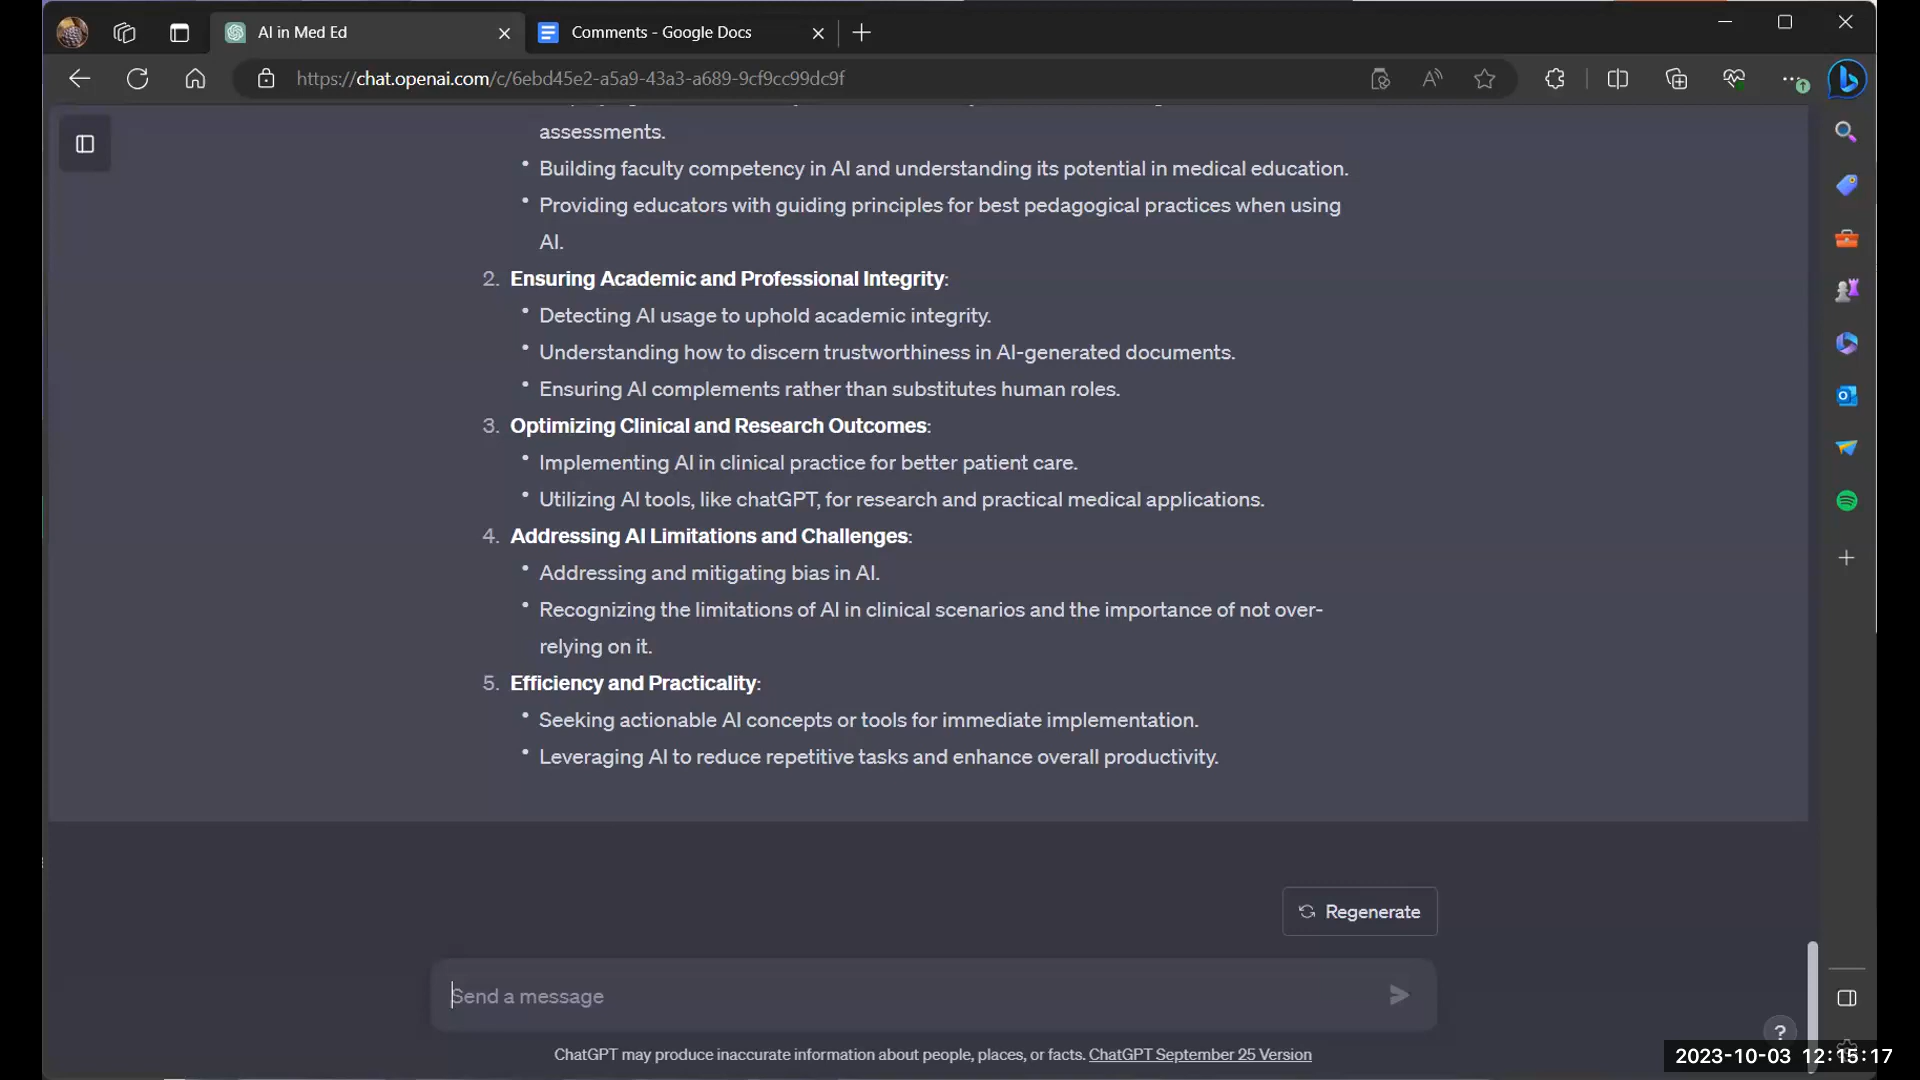 AI in Med Ed
Comments - Google Docs
https://chat.openai.com/c/6ebd45e2-a5a9-43a3-a689-9cf9cc99dc9f
assessments.
• Building faculty competency in AI and understanding its potential in medical education.
• Providing educators with guiding principles for best pedagogical practices when using
AI.
2. Ensuring Academic and Professional Integrity:
• Detecting AI usage to uphold academic integrity.
• Understanding how to discern trustworthiness in AI-generated documents.
• Ensuring AI complements rather than substitutes human roles.
3. Optimizing Clinical and Research Outcomes:
• Implementing AI in clinical practice for better patient care.
• Utilizing AI tools, like chatGPT, for research and practical medical applications.
4. Addressing AI Limitations and Challenges:
• Addressing and mitigating bias in AI.
• Recognizing the limitations of AI in clinical scenarios and the importance of not over-
relying on it.
5. Efficiency and Practicality:
• Seeking actionable AI concepts or tools for immediate implementation.
• Leveraging AI to reduce repetitive tasks and enhance overall productivity.
Regenerate
Send a message
ChatGPT may produce inaccurate information about people, places, or facts. ChatGPT September 25 Version
?
2023-10-03 12:15:17